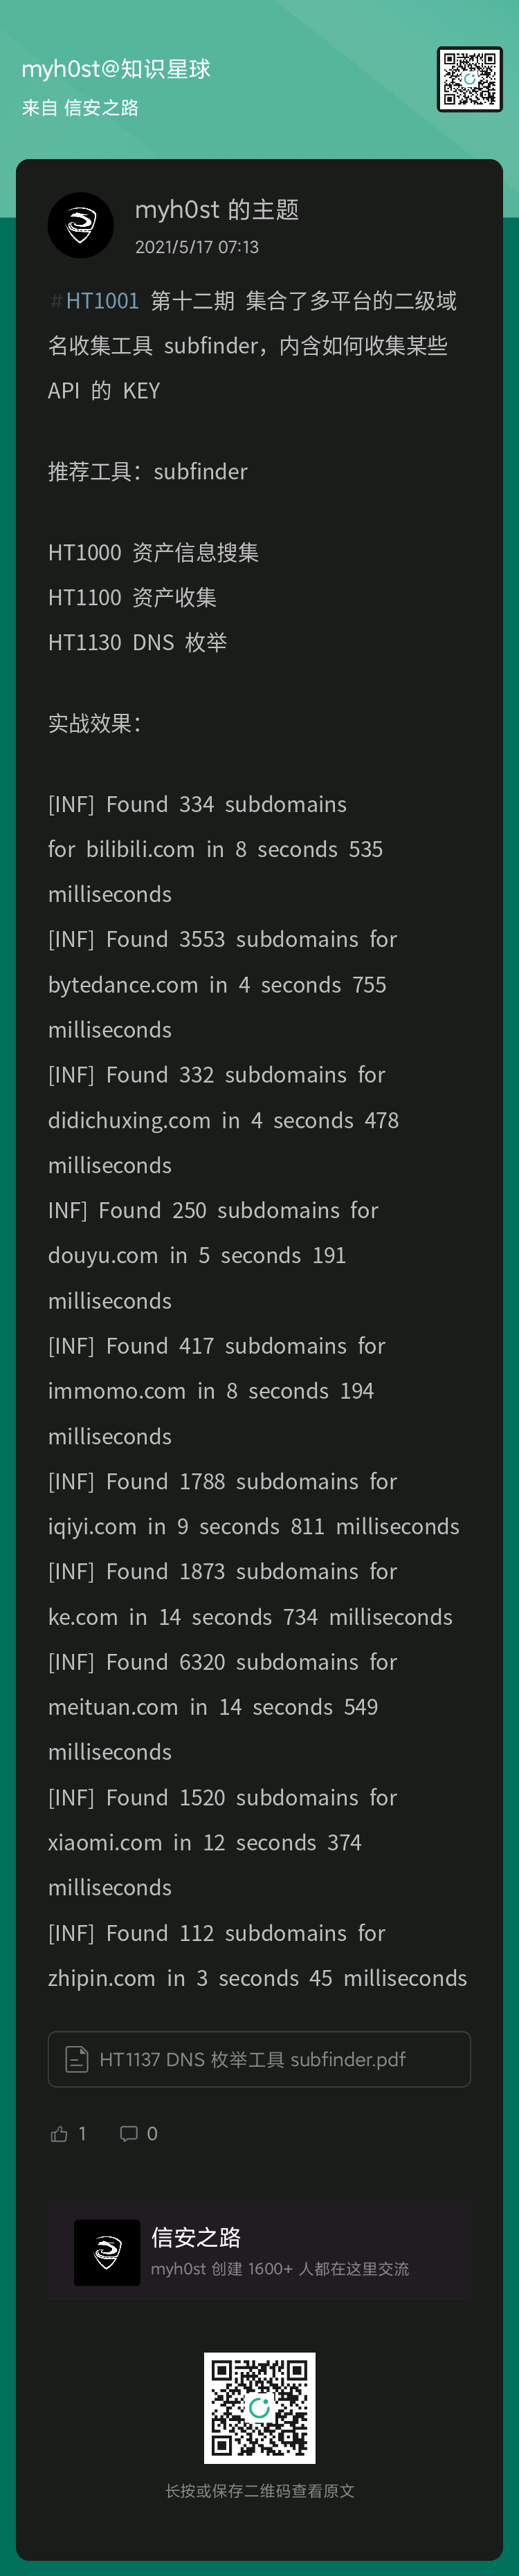 myh0st@知识星球
来自 信安之路
myh0st 的主题
2021/5/17 07:13
#HT1001 第十二期 集合了多平台的二级域
名收集工具 subfinder，内含如何收集某些
API 的 KEY
推荐工具：subfinder
HT1000 资产信息搜集
HT1100 资产收集
HT1130 DNS 枚举
实战效果：
[INF] Found 334 subdomains
for bilibili.com in 8 seconds 535
milliseconds
[INF] Found 3553 subdomains for
bytedance.com in 4 seconds 755
milliseconds
[INF] Found 332 subdomains for
didichuxing.com in 4 seconds 478
milliseconds
INF] Found 250 subdomains for
douyu.com in 5 seconds 191
milliseconds
[INF] Found 417 subdomains for
immomo.com in 8 seconds 194
milliseconds
[INF] Found 1788 subdomains for
iqiyi.com in 9 seconds 811 milliseconds
[INF] Found 1873 subdomains for
ke.com in 14 seconds 734 milliseconds
[INF] Found 6320 subdomains for
meituan.com in 14 seconds 549
milliseconds
[INF] Found 1520 subdomains for
xiaomi.com in 12 seconds 374
milliseconds
[INF] Found 112 subdomains for
zhipin.com in 3 seconds 45 milliseconds
HT1137 DNS 枚举工具 subfinder.pdf
1 0
信安之路
myh0st 创建 1600+ 人都在这里交流
长按或保存二维码查看原文